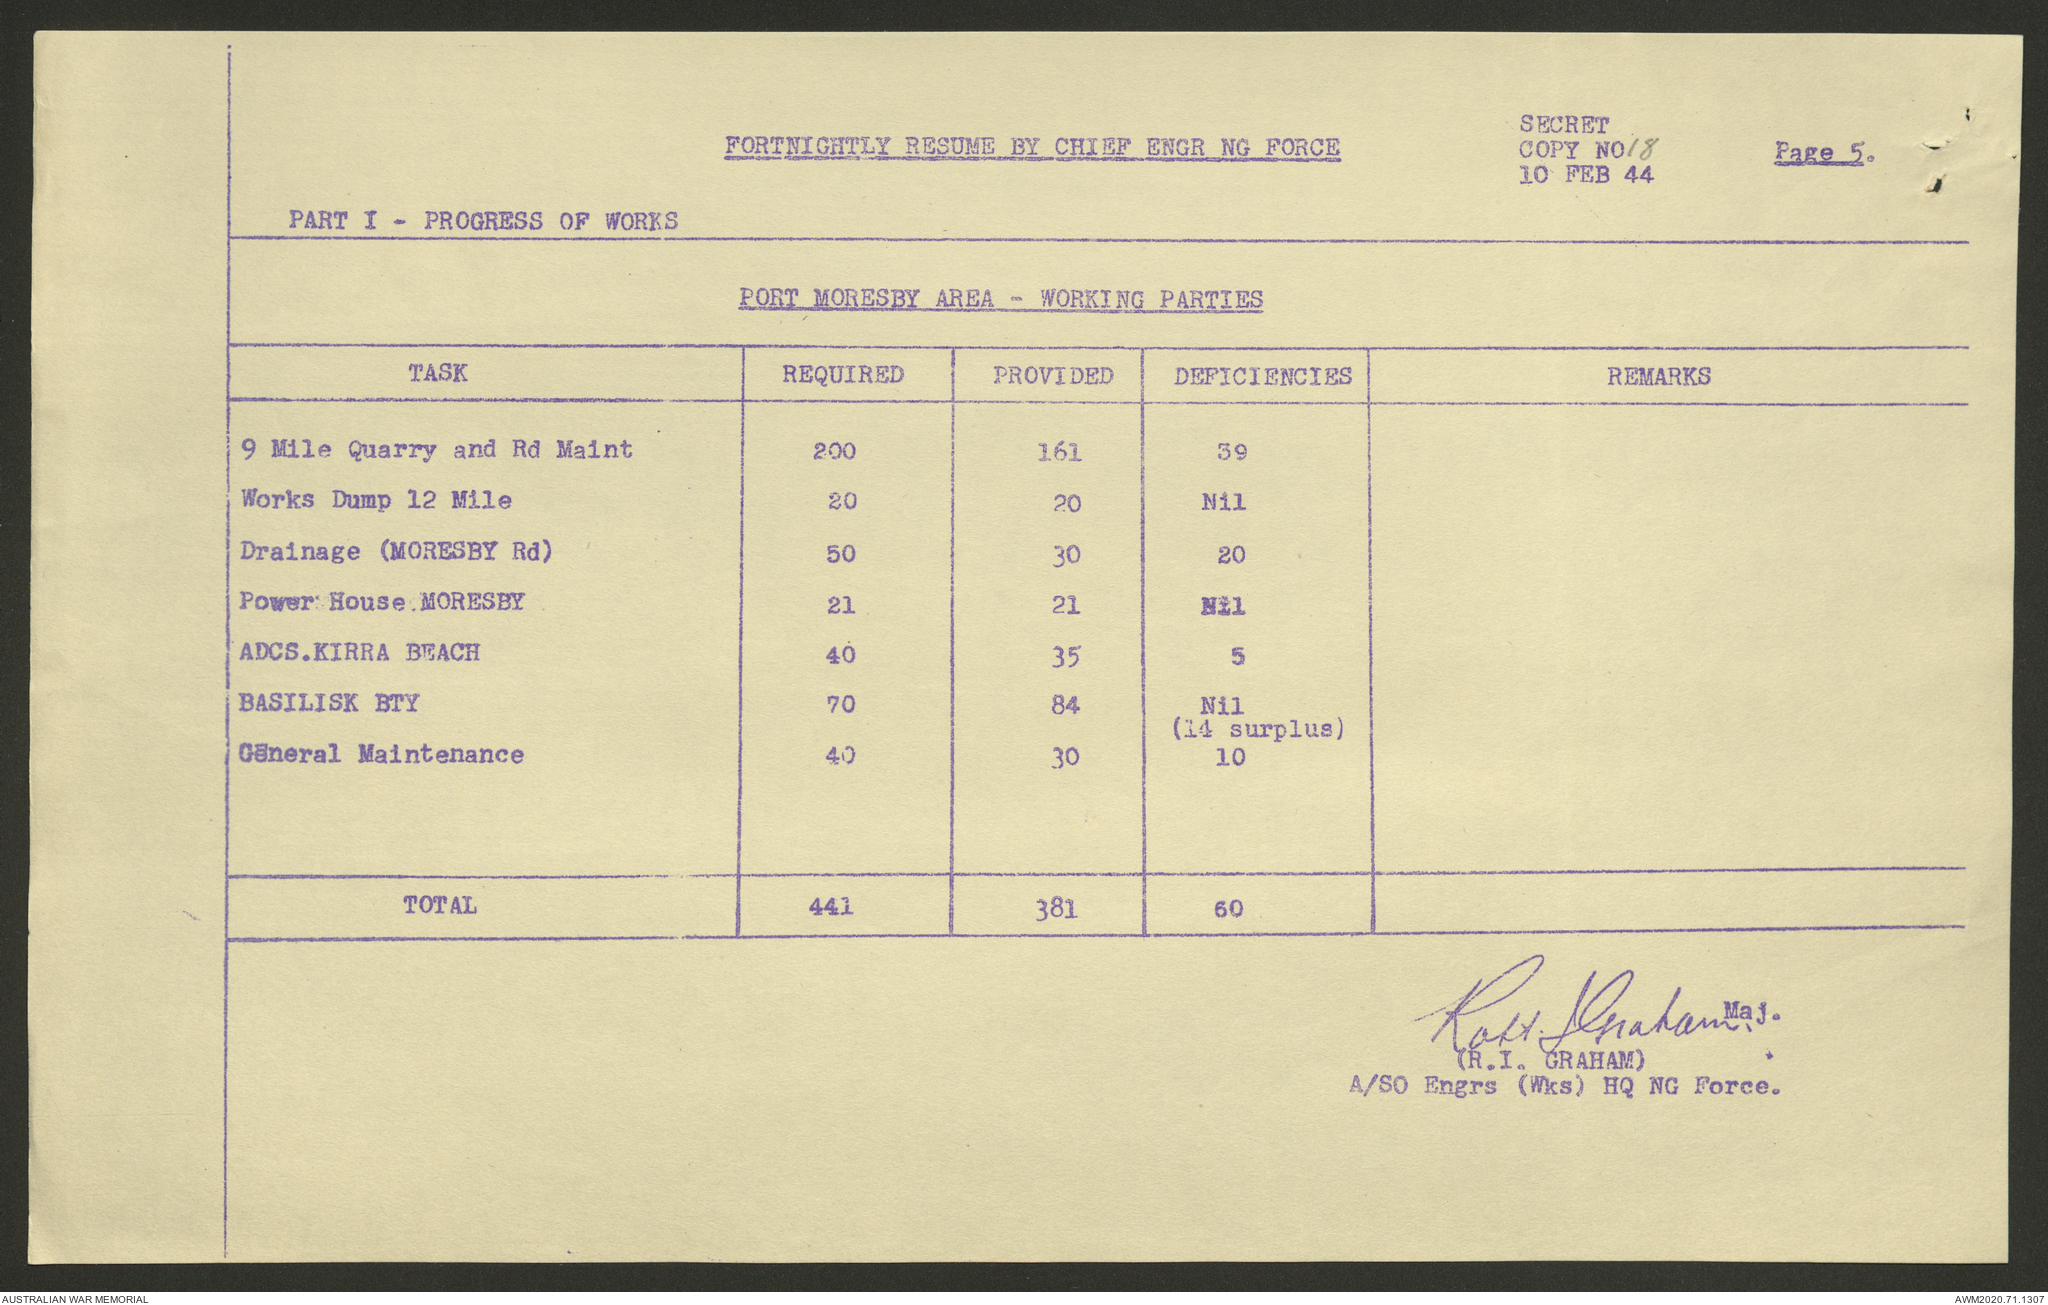 FORTNIGHTLY RESUME BY CHIEF ENGR NG FORCE
SECRET
COPY NO 18
10 FEB 44
Page 5.
PART I - PROGRESS OF WORKS
PORT MORESBY AREA - WORKING PARTIES
TASK REQUIRED PROVIDED DEFICIENCIES REMARKS
9 Mile Quarry and Rd Maint 200 161 39
Works Dump 12 Mile 20 20 Nil
Drainage (MORESBY Rd) 50 30 20
Power House MORESBY 21 21 Nil
ADCS.KIRRA BEACH 40 35 5
BASILISK BTY 70 84 Nil
(14 surplus)
General Maintenance 40 30 10
TOTAL 441 381 60
Robt I Graham Maj.
(R.I. GRAHAM)
A/SO Engrs (Wks) HQ NG Force.
AUSTRALIAN WAR MEMORIAL
AWM2020.71.1307